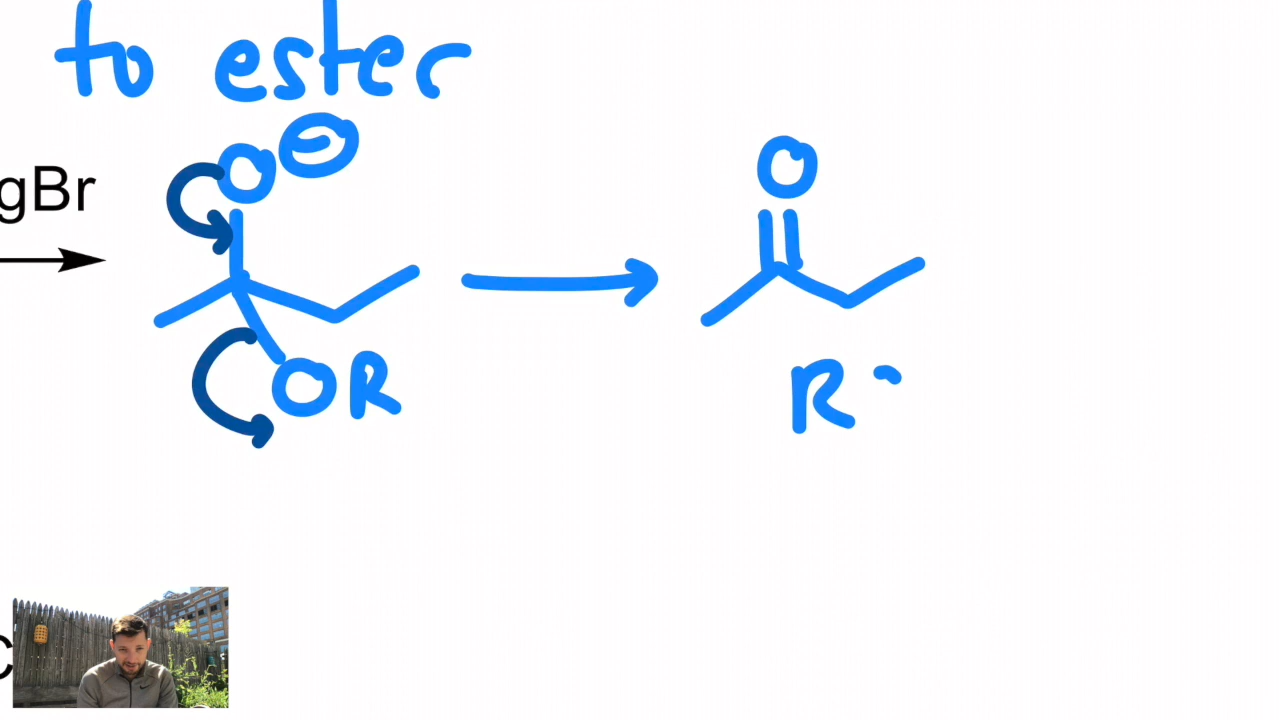 to ester
O ⊖
gBr
O
OR
R -
C